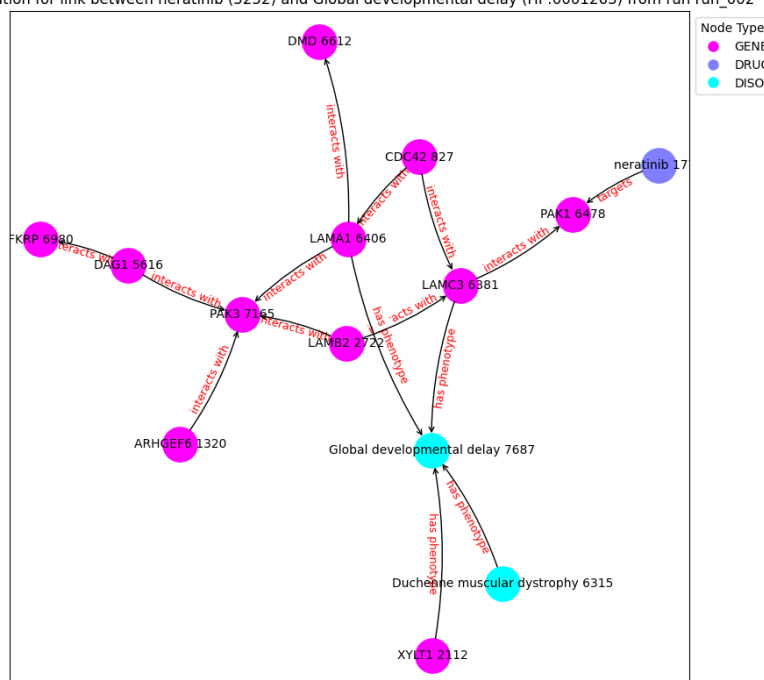 for link between neratinib (5292) and Global developmental delay (HP:0001263) from run run_002
Node Type
GENE
DRUG
DISO
DMD 6612
interacts with
CDC42 827
interacts with
interacts with
neratinib 17
targets
PAK1 6478
interacts with
FKRP 6980
teracts with
DAG1 5616
interacts with
LAMA1 6406
interacts with
LAMC3 6381
PAK3 7165
interacts with
LAMB2 2722
acts with
has phenotype
has phenotype
interacts with
ARHGEF6 1320
Global developmental delay 7687
has phenotype
has phenotype
Duchenne muscular dystrophy 6315
XYLT1 2112